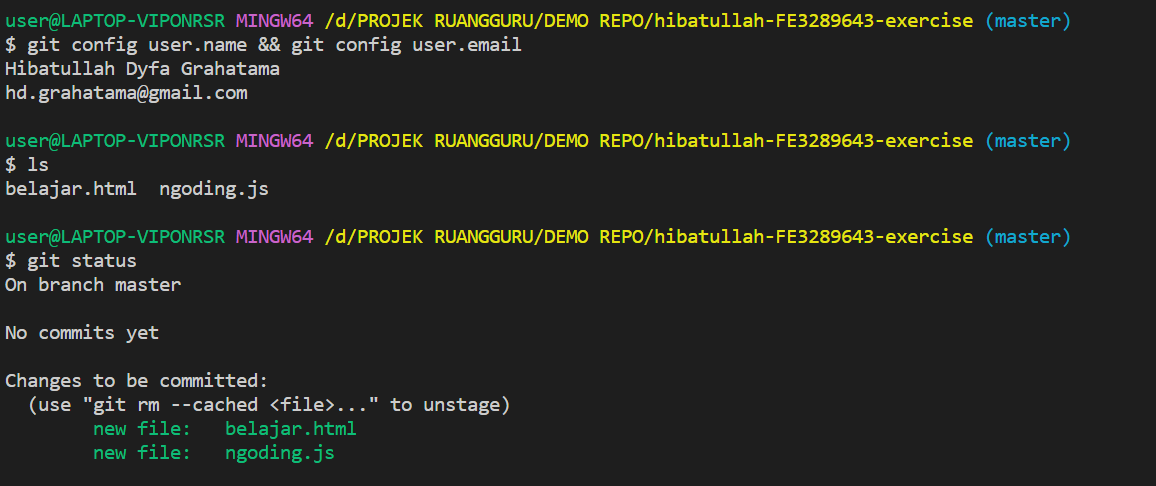 user@LAPTOP-VIPONRSR MINGW64 /d/PROJEK RUANGGURU/DEMO REPO/hibatullah-FE3289643-exercise (master)
$ git config user.name && git config user.email
Hibatullah Dyfa Grahatama
hd.grahatama@gmail.com
user@LAPTOP-VIPONRSR MINGW64 /d/PROJEK RUANGGURU/DEMO REPO/hibatullah-FE3289643-exercise (master)
$ ls
belajar.html  ngoding.js
user@LAPTOP-VIPONRSR MINGW64 /d/PROJEK RUANGGURU/DEMO REPO/hibatullah-FE3289643-exercise (master)
$ git status
On branch master
No commits yet
Changes to be committed:
  (use "git rm --cached <file>..." to unstage)
        new file:   belajar.html
        new file:   ngoding.js